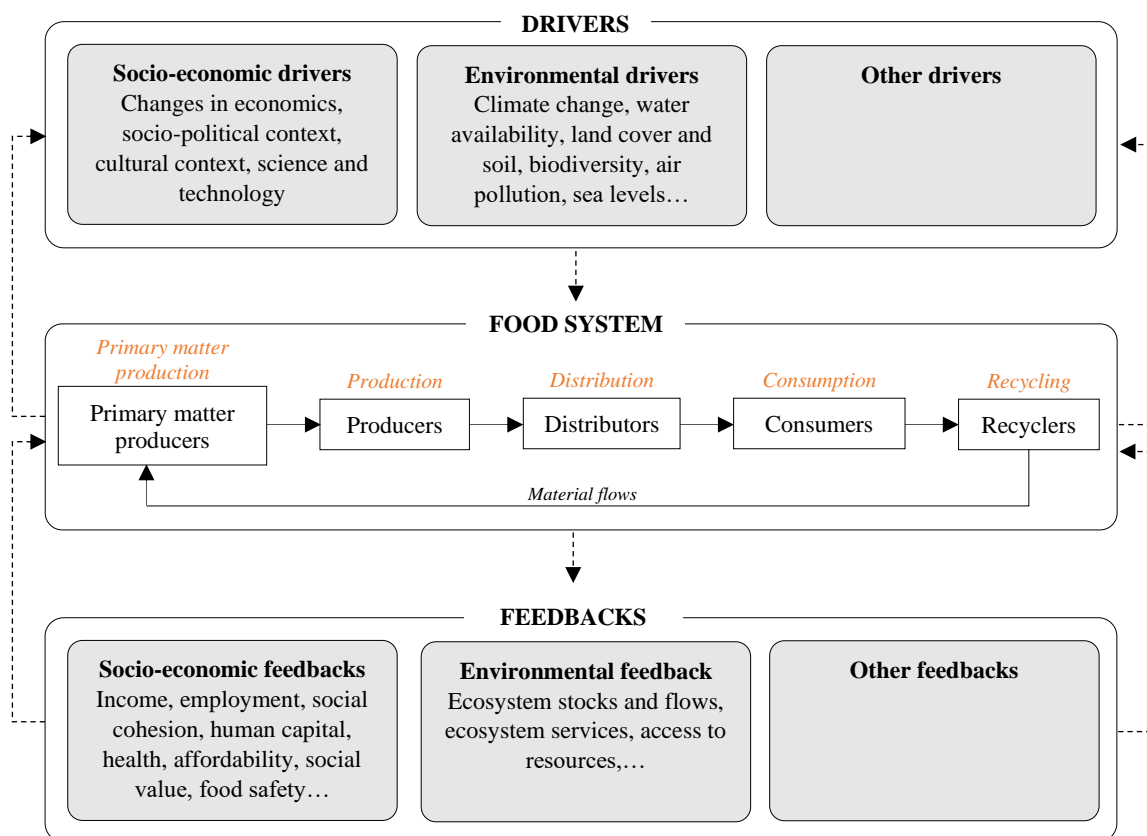 DRIVERS
Socio-economic drivers
Changes in economics,
socio-political context,
cultural context, science and
technology
Environmental drivers
Climate change, water
availability, land cover and
soil, biodiversity, air
pollution, sea levels…
Other drivers
FOOD SYSTEM
Primary matter
production
Production
Distribution
Consumption
Recycling
Primary matter
producers
Producers
Distributors
Consumers
Recyclers
Material flows
FEEDBACKS
Socio-economic feedbacks
Income, employment, social
cohesion, human capital,
health, affordability, social
value, food safety…
Environmental feedback
Ecosystem stocks and flows,
ecosystem services, access to
resources,…
Other feedbacks